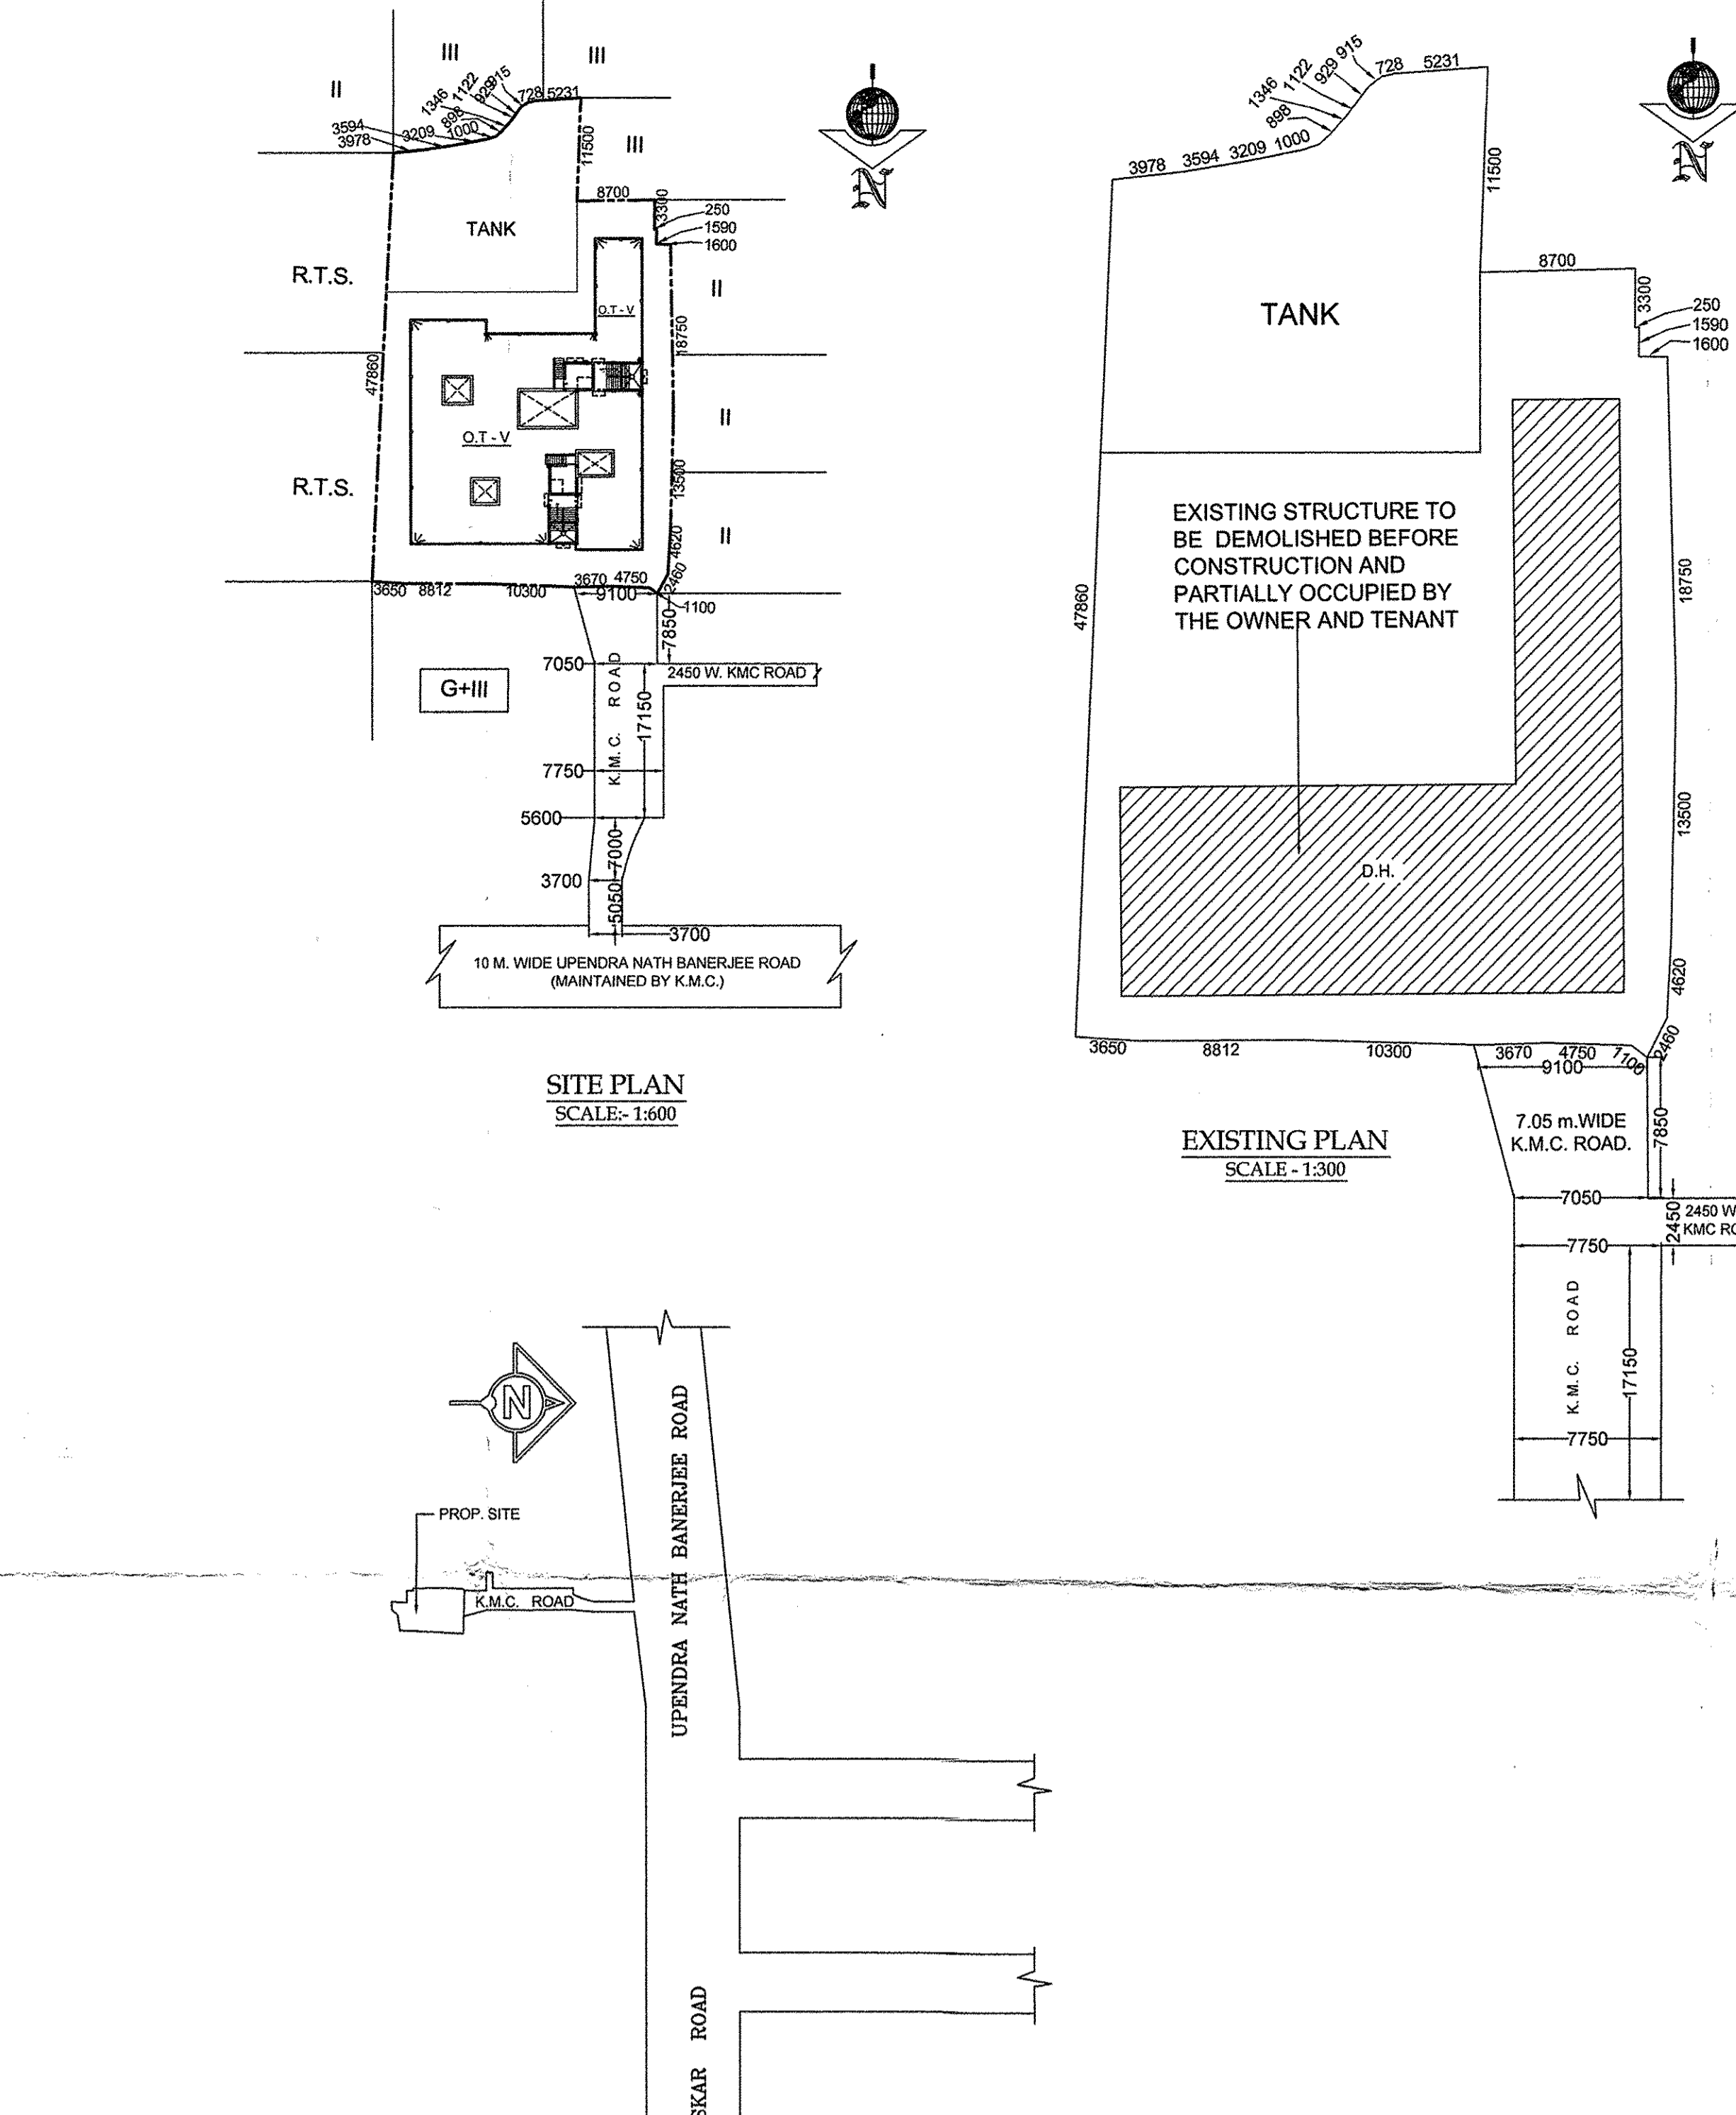 III
III
II
1346
1122
929
915
728
5231
898
3594
3209
1000
3978
11500
III
8700
3300
250
1590
1600
TANK
R.T.S.
II
O.T - V
18750
47860
II
O.T - V
R.T.S.
13500
II
4620
3650
8812
10300
3670
4750
2460
9100
1100
7850
7050
2450 W. KMC ROAD
G+III
K.M.C. ROAD
17150
7750
5600
7000
3700
5050
3700
10 M. WIDE UPENDRA NATH BANERJEE ROAD
(MAINTAINED BY K.M.C.)
SITE PLAN
SCALE:- 1:600
N
1346
1122
929
915
728
5231
898
3978
3594
3209
1000
11500
N
8700
3300
250
1590
1600
TANK
EXISTING STRUCTURE TO
BE DEMOLISHED BEFORE
CONSTRUCTION AND
PARTIALLY OCCUPIED BY
THE OWNER AND TENANT
47860
18750
13500
D.H.
4620
3650
8812
10300
3670
4750
1100
2460
9100
7.05 m.WIDE
K.M.C. ROAD.
7850
EXISTING PLAN
SCALE - 1:300
7050
2450
2450 W
KMC RO
7750
K.M.C. ROAD
17150
7750
N
PROP. SITE
K.M.C. ROAD
UPENDRA NATH BANERJEE ROAD
SKAR ROAD